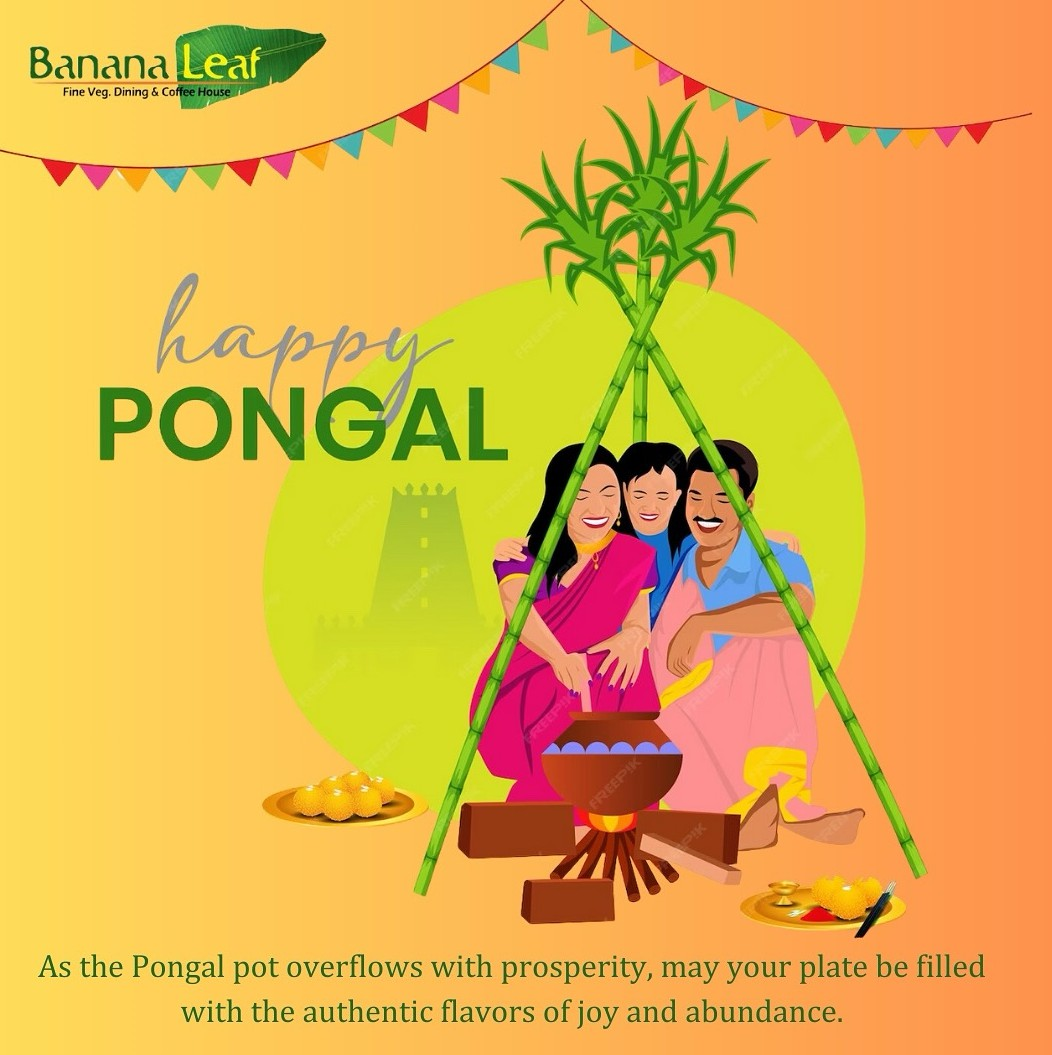 Banana Leaf
Fine Veg. Dining & Coffee House
happy
PONGAL
FREEPIK
As the Pongal pot overflows with prosperity, may your plate be filled
with the authentic flavors of joy and abundance.